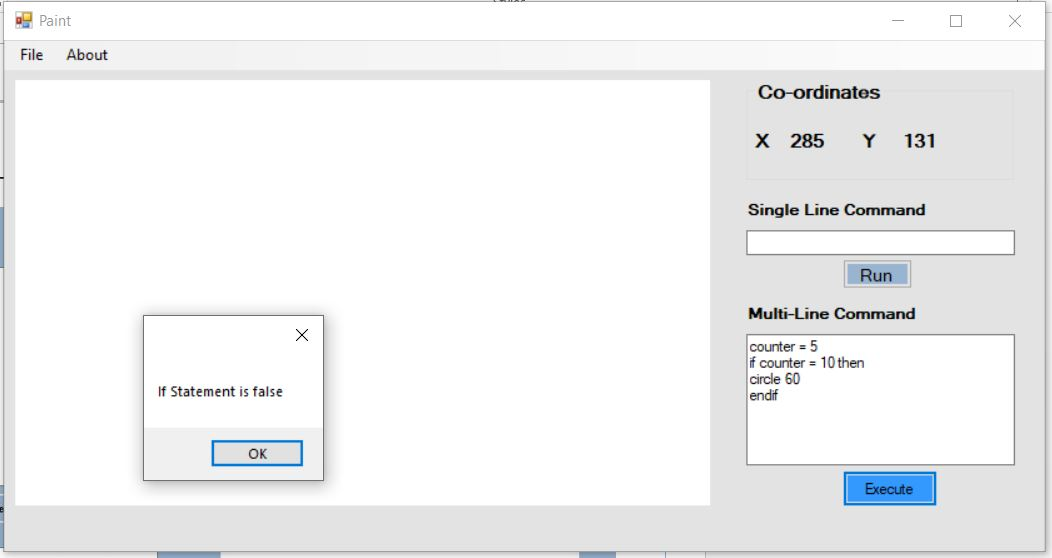 Paint
File About
Co-ordinates
X 285 Y 131
Single Line Command
Run
Multi-Line Command
counter = 5
if counter = 10 then
circle 60
endif
Execute
If Statement is false
OK